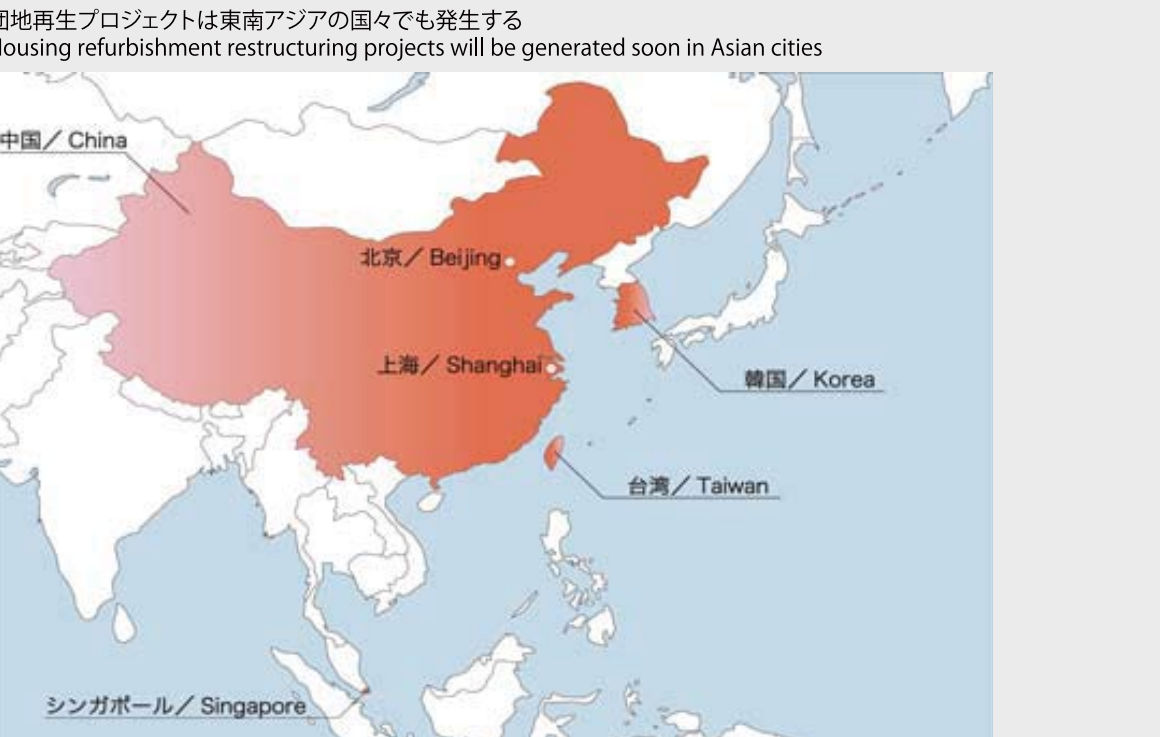 団地再生プロジェクトは東南アジアの国々でも発生する
Housing refurbishment restructuring projects will be generated soon in Asian cities
中国／ China
北京／ Beijing
上海／ Shanghai
韓国／ Korea
台湾／ Taiwan
シンガポール／ Singapore